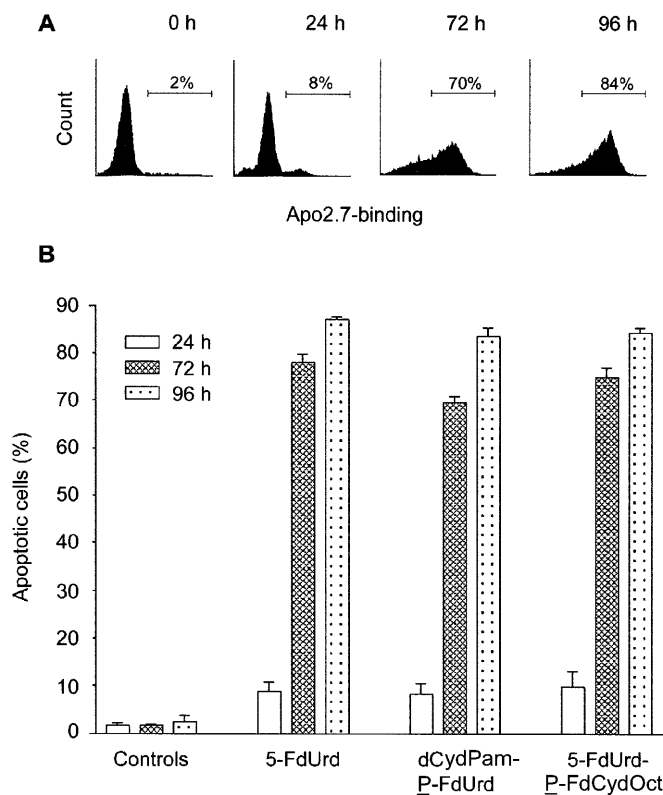 A
0 h 24 h 72 h 96 h
2% 8% 70% 84%
Count
Apo2.7-binding
B
90
80
70
60
50
40
30
20
10
0
Apoptotic cells (%)
24 h
72 h
96 h
Controls 5-FdUrd dCydPam- 5-FdUrd-
P-FdUrd P-FdCydOct